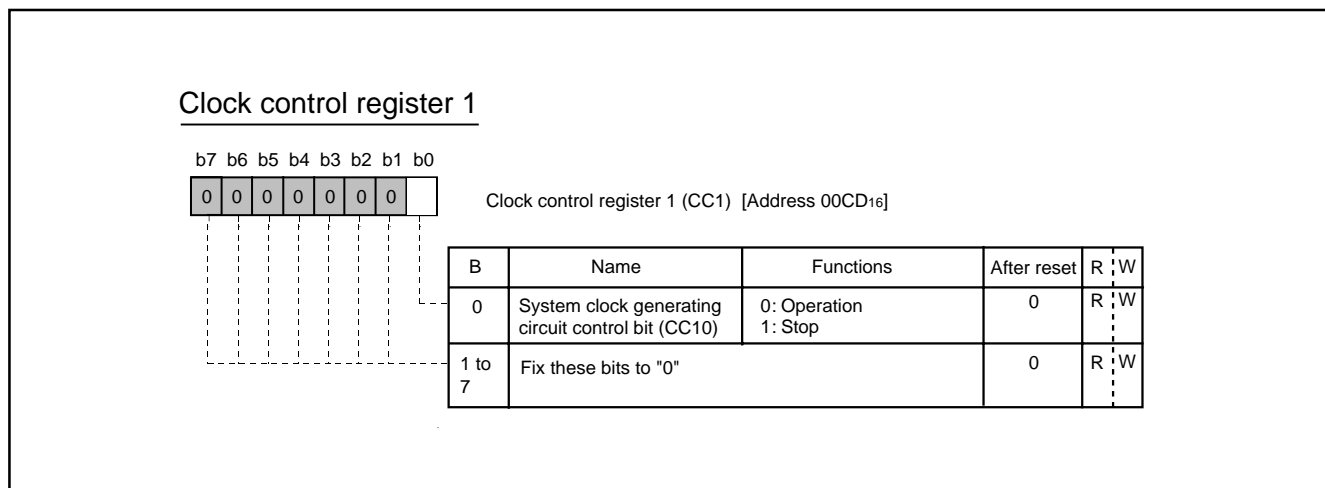 Clock control register 1
b7 b6 b5 b4 b3 b2 b1 b0
0 0 0 0 0 0 0
Clock control register 1 (CC1) [Address 00CD16]
B Name Functions After reset R W
0 System clock generating circuit control bit (CC10) 0: Operation 1: Stop 0 R W
1 to 7 Fix these bits to "0" 0 R W